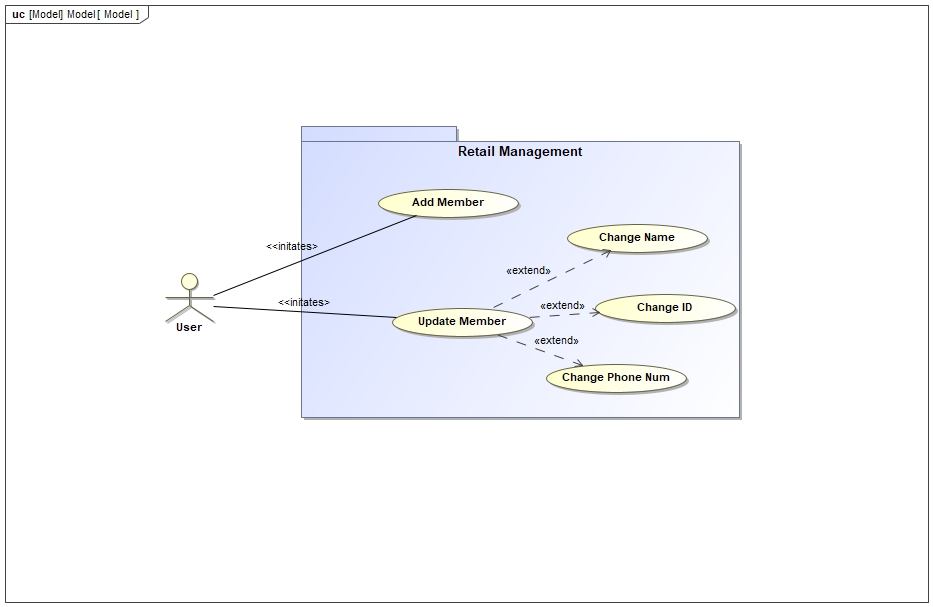 uc [Model] Model [ Model ]
Retail Management
Add Member
Change Name
<<initates>>
«extend»
User
<<initates>>
Update Member
«extend»
Change ID
«extend»
Change Phone Num